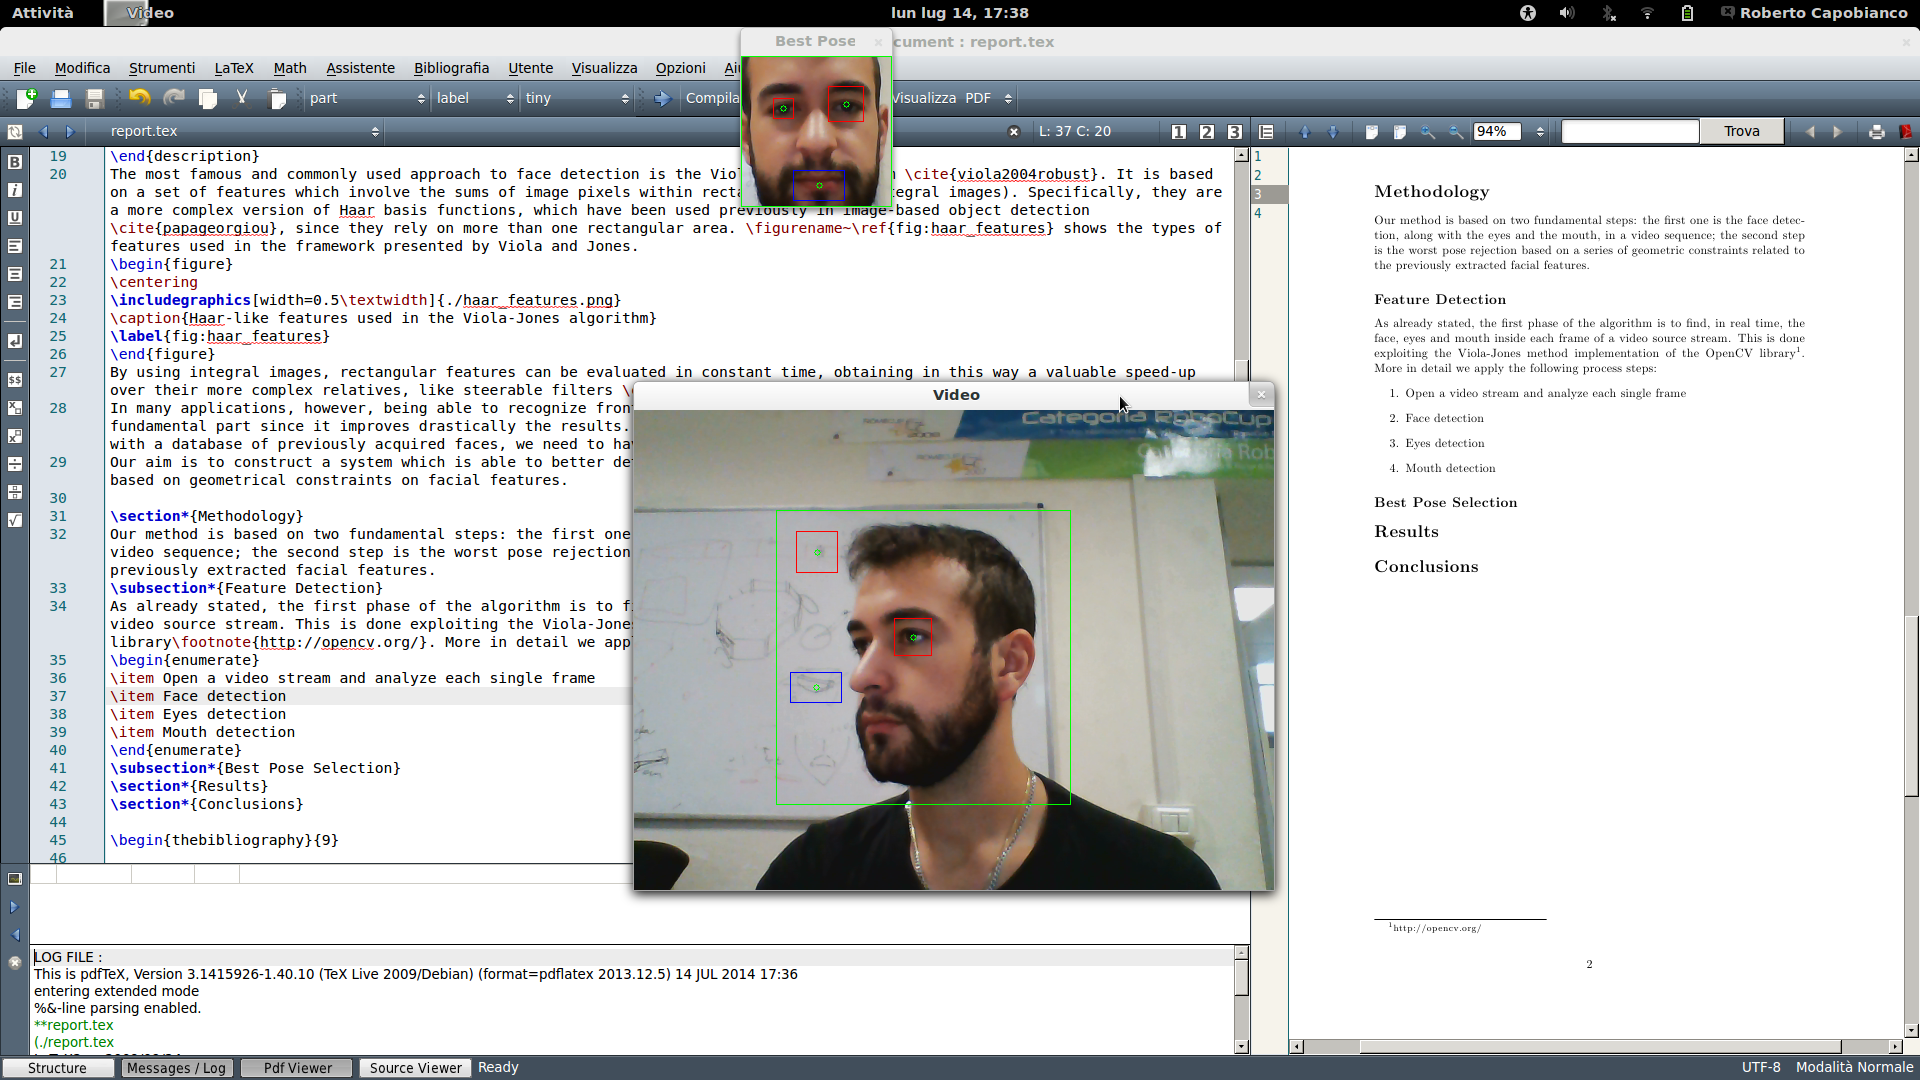 Attività
Video
lun lug 14, 17:38
Roberto Capobianco
Best Pose
cument : report.tex
File Modifica Strumenti LaTeX Math Assistente Bibliografia Utente Visualizza Opzioni
part label tiny Compila Visualizza PDF
report.tex
L: 37 C: 20
1 2 3
94%
Trova
19 \end{description}
20 The most famous and commonly used approach to face detection is the \cite{viola2004robust}. It is based
on a set of features which involve the sums of image pixels within egral images). Specifically, they are
a more complex version of Haar basis functions, which have been used previously in image-based object detection
\cite{papageorgiou}, since they rely on more than one rectangular area. \figurename~\ref{fig:haar_features} shows the types of
features used in the framework presented by Viola and Jones.
21 \begin{figure}
22 \centering
23 \includegraphics[width=0.5\textwidth]{./haar_features.png}
24 \caption{Haar-like features used in the Viola-Jones algorithm}
25 \label{fig:haar_features}
26 \end{figure}
27 By using integral images, rectangular features can be evaluated in constant time, obtaining in this way a valuable speed-up
over their more complex relatives, like steerable filters \
28 In many applications, however, being able to recognize fron
fundamental part since it improves drastically the results.
with a database of previously acquired faces, we need to ha
29 Our aim is to construct a system which is able to better de
based on geometrical constraints on facial features.
30
31 \section*{Methodology}
32 Our method is based on two fundamental steps: the first one
video sequence; the second step is the worst pose rejection
previously extracted facial features.
33 \subsection*{Feature Detection}
34 As already stated, the first phase of the algorithm is to f
video source stream. This is done exploiting the Viola-Jone
library\footnote{http://opencv.org/}. More in detail we app
35 \begin{enumerate}
36 \item Open a video stream and analyze each single frame
37 \item Face detection
38 \item Eyes detection
39 \item Mouth detection
40 \end{enumerate}
41 \subsection*{Best Pose Selection}
42 \section*{Results}
43 \section*{Conclusions}
44
45 \begin{thebibliography}{9}
46
Video
Categoria RoboCup
Categoria Rob
1
2
3
4
Methodology
Our method is based on two fundamental steps: the first one is the face detec-
tion, along with the eyes and the mouth, in a video sequence; the second step
is the worst pose rejection based on a series of geometric constraints related to
the previously extracted facial features.
Feature Detection
As already stated, the first phase of the algorithm is to find, in real time, the
face, eyes and mouth inside each frame of a video source stream. This is done
exploiting the Viola-Jones method implementation of the OpenCV library1.
More in detail we apply the following process steps:
1. Open a video stream and analyze each single frame
2. Face detection
3. Eyes detection
4. Mouth detection
Best Pose Selection
Results
Conclusions
1http://opencv.org/
2
LOG FILE :
This is pdfTeX, Version 3.1415926-1.40.10 (TeX Live 2009/Debian) (format=pdflatex 2013.12.5) 14 JUL 2014 17:36
entering extended mode
%&-line parsing enabled.
**report.tex
(./report.tex
Structure Messages / Log Pdf Viewer Source Viewer Ready
UTF-8 Modalità Normale